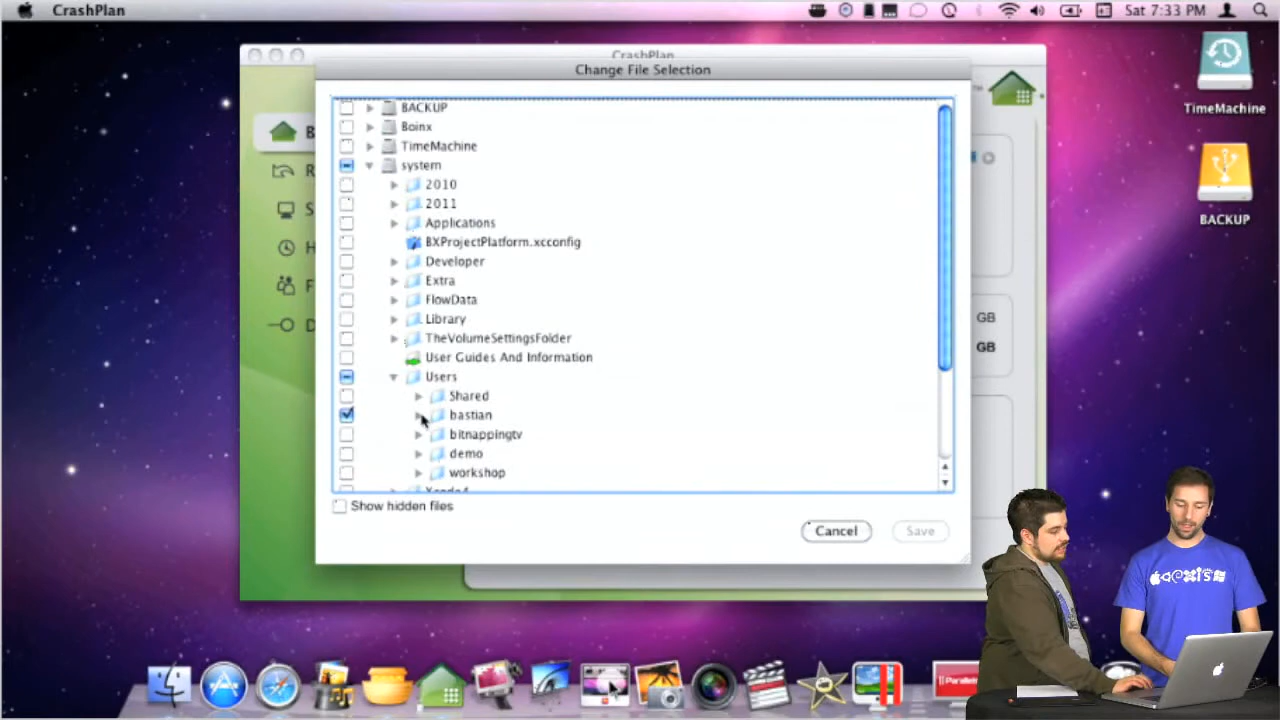 CrashPlan
Sat 7:33 PM
CrashPlan
Change File Selection
BACKUP
Boinx
TimeMachine
system
2010
2011
Applications
BXProjectPlatform.xcconfig
Developer
Extra
FlowData
Library
TheVolumeSettingsFolder
User Guides And Information
Users
Shared
bastian
bitnappingtv
demo
workshop
Xcode4
Show hidden files
Cancel
Save
B
R
S
H
F
D
GB
GB
TimeMachine
BACKUP
Parallels